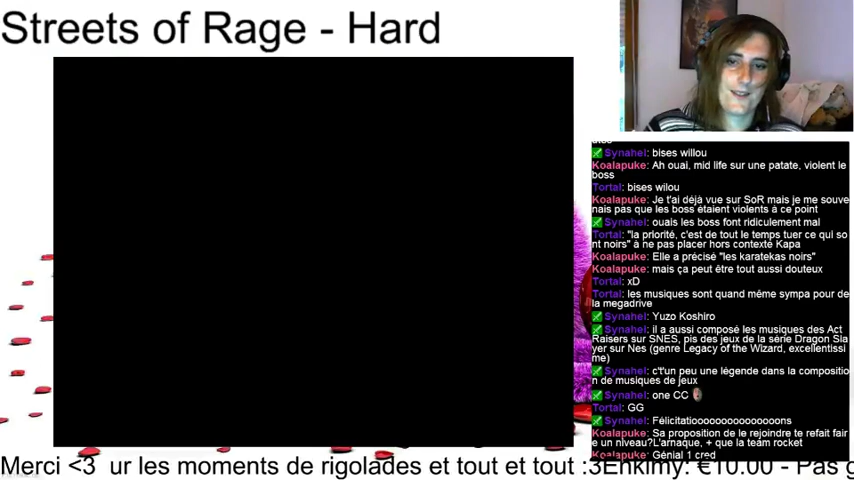 Streets of Rage - Hard
Synahel: bises willou
Koalapuke: Ah ouai, mid life sur une patate, violent le
boss
Tortal: bises wilou
Koalapuke: Je t'ai déjà vue sur SoR mais je me souve
nais pas que les boss étaient violents à ce point
Synahel: ouais les boss font ridiculement mal
Tortal: "la priorité, c'est de tout le temps tuer ce qui so
nt noirs" à ne pas placer hors contexte Kapa
Koalapuke: Elle a précisé "les karatekas noirs"
Koalapuke: mais ça peut être tout aussi douteux
Tortal: xD
Tortal: les musiques sont quand même sympa pour de
la megadrive
Synahel: Yuzo Koshiro
Synahel: il a aussi composé les musiques des Act
Raisers sur SNES, pis des jeux de la série Dragon Sla
yer sur Nes (genre Legacy of the Wizard, excellentissi
me)
Synahel: c't'un peu une légende dans la compositio
n de musiques de jeux
Synahel: one CC
Tortal: GG
Synahel: Félicitatiooooooooooooons
Koalapuke: Sa proposition de le rejoindre te refait fair
e un niveau?L'arnaque, + que la team rocket
Koalapuke: Génial 1 cred
Merci <3 ur les moments de rigolades et tout et tout :3Enkimy: €10.00 - Pas g